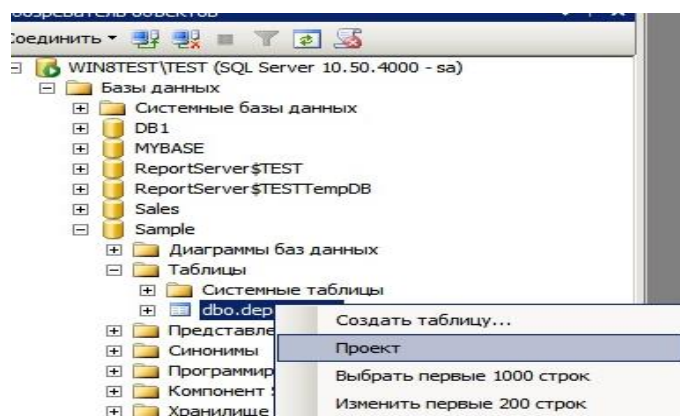 Соединить
WIN8TEST\TEST (SQL Server 10.50.4000 - sa)
Базы данных
Системные базы данных
DB1
MYBASE
ReportServer$TEST
ReportServer$TESTTempDB
Sales
Sample
Диаграммы баз данных
Таблицы
Системные таблицы
dbo.dep
Представле
Синонимы
Программир
Компонент
Хранилище
Создать таблицу...
Проект
Выбрать первые 1000 строк
Изменить первые 200 строк